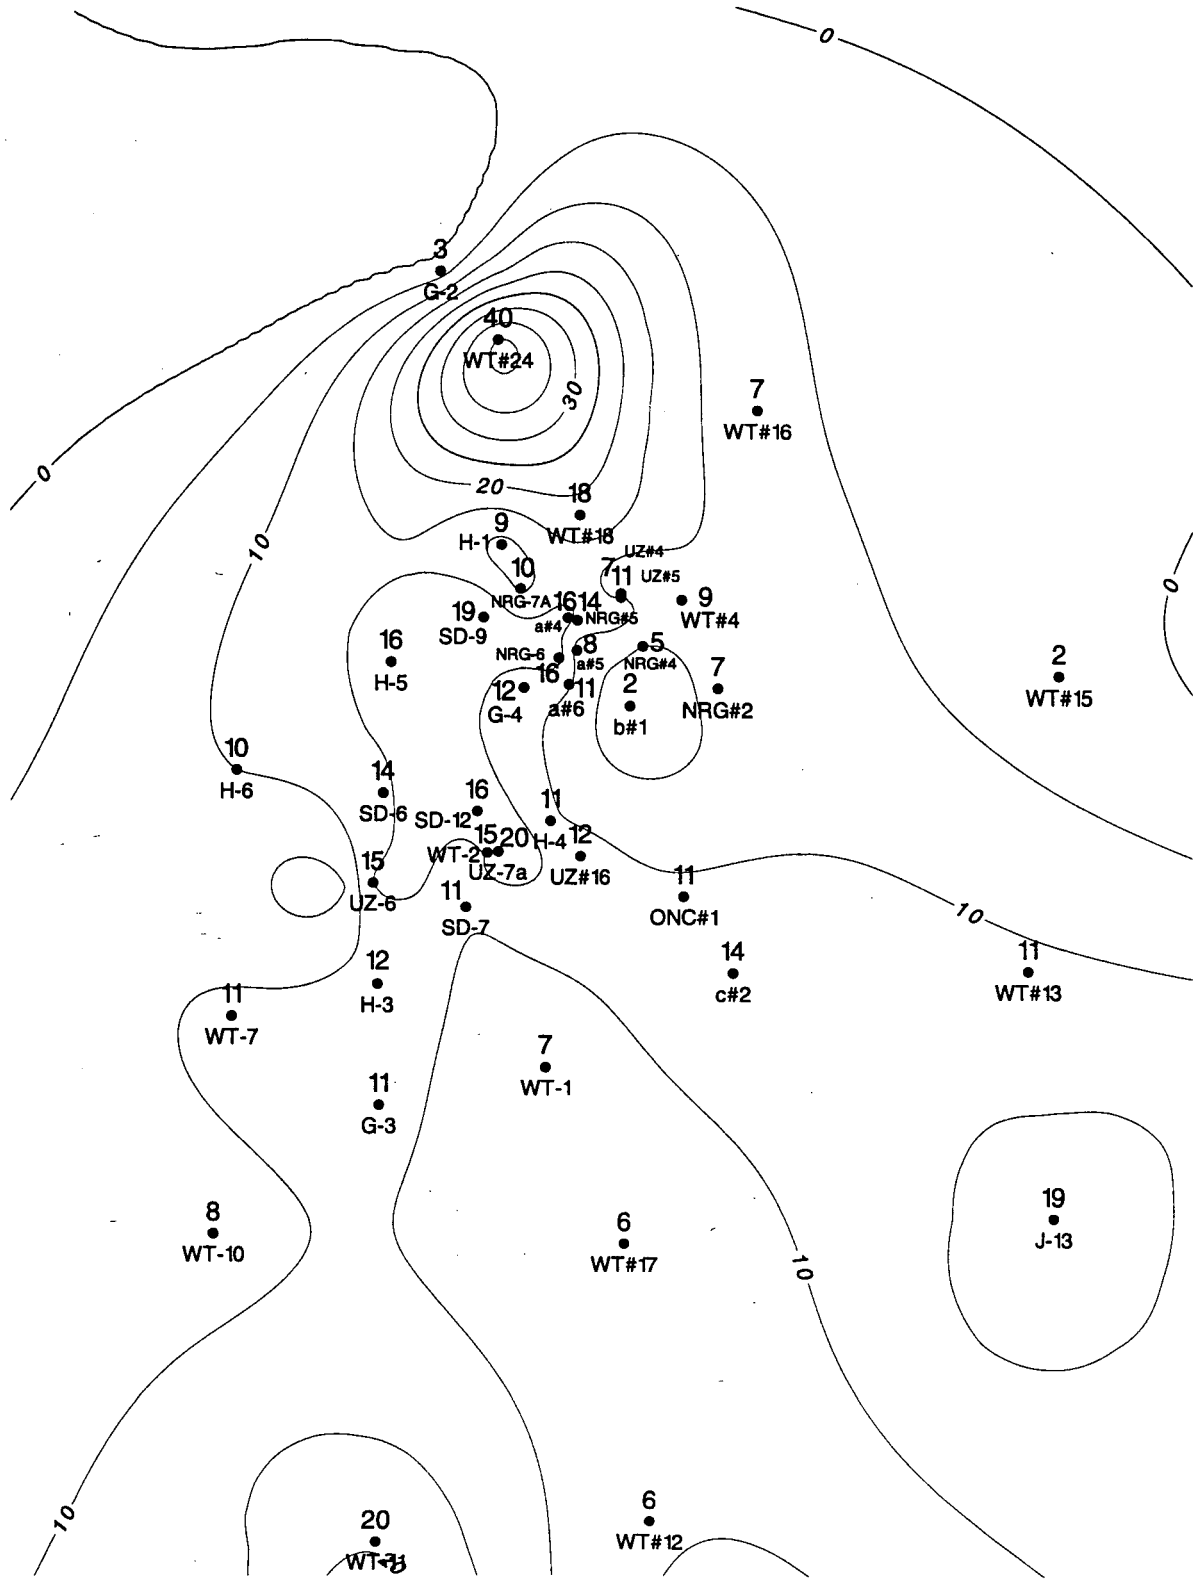 0
3
G-2
40
WT#24
30
7
WT#16
0
20
18
WT#18
9
H-1
10
10
NRG-7A
UZ#4
7
11
UZ#5
0
9
WT#4
16
14
a#4
NRG#5
19
SD-9
16
H-5
NRG-6
16
8
a#5
5
NRG#4
12
G-4
11
a#6
2
b#1
7
NRG#2
2
WT#15
10
H-6
14
SD-6
16
SD-12
11
H-4
15
WT-2
20
UZ-7a
12
UZ#16
15
UZ-6
11
SD-7
11
ONC#1
10
12
H-3
14
c#2
11
WT#13
11
WT-7
7
WT-1
11
G-3
8
WT-10
6
WT#17
19
J-13
10
10
20
6
WT#12